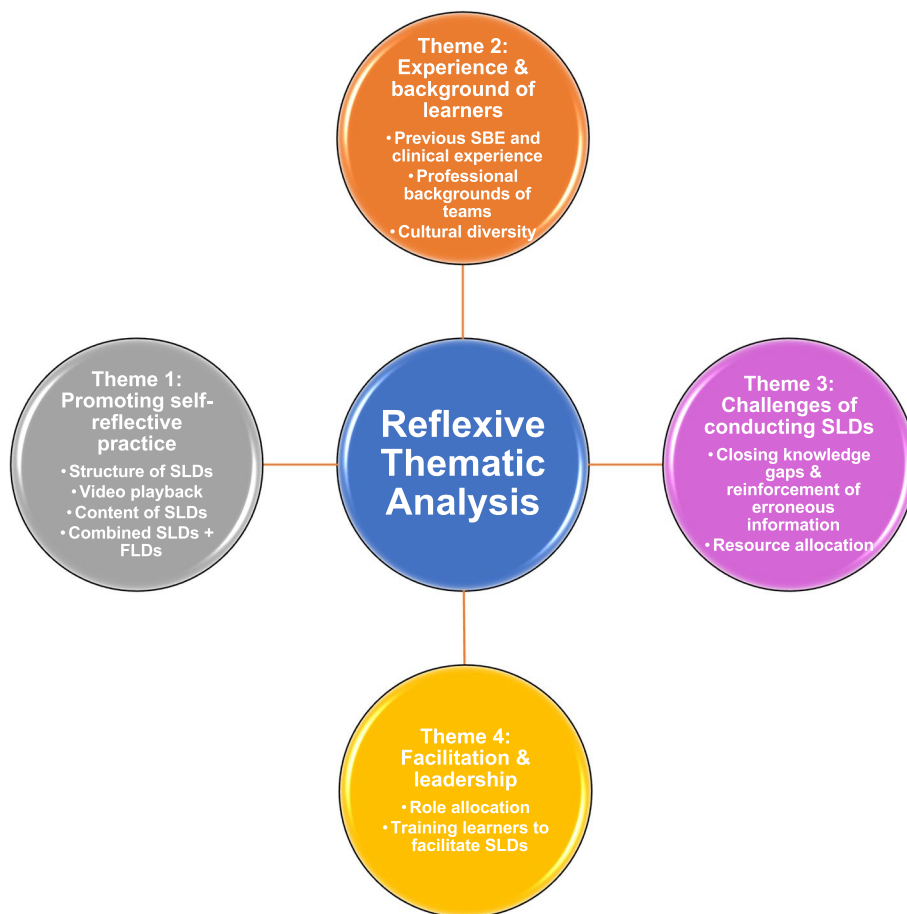 Theme 2:
Experience &
background of
learners
• Previous SBE and
clinical experience
• Professional
backgrounds of
teams
• Cultural diversity
Theme 1:
Promoting self-
reflective
practice
• Structure of SLDs
• Video playback
• Content of SLDs
• Combined SLDs +
FLDs
Reflexive
Thematic
Analysis
Theme 3:
Challenges of
conducting SLDs
• Closing knowledge
gaps &
reinforcement of
erroneous
information
• Resource allocation
Theme 4:
Facilitation &
leadership
• Role allocation
• Training learners to
facilitate SLDs